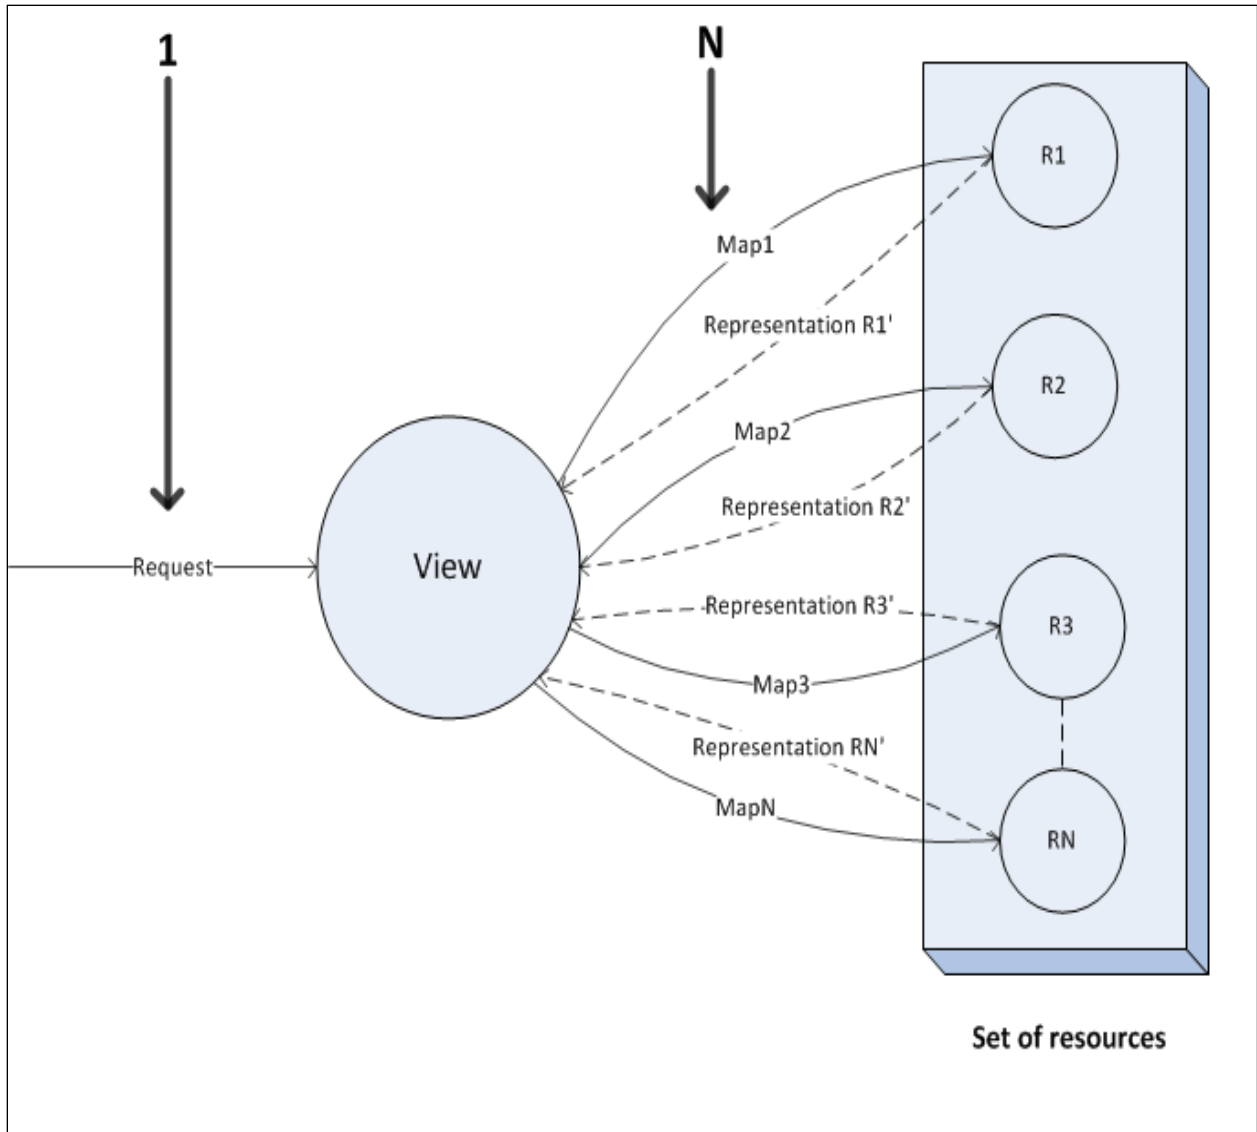 1
N
R1
Map1
Representation R1'
R2
Map2
Representation R2'
Request
View
Representation R3'
R3
Map3
Representation RN'
MapN
RN
Set of resources